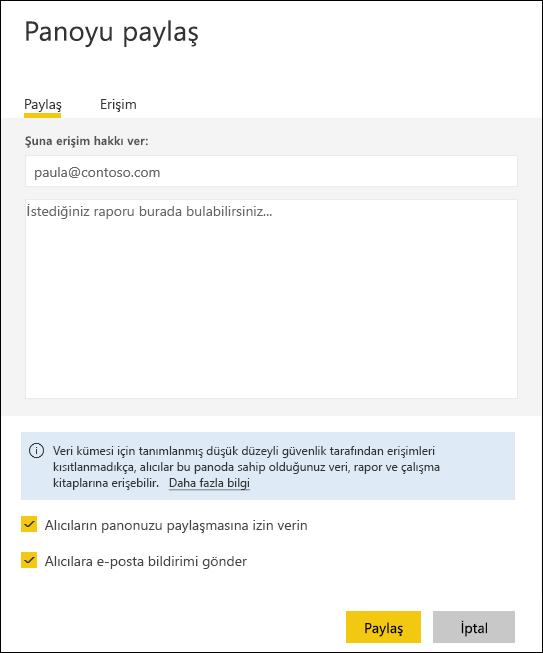 Panoyu paylaş
Paylaş Erişim
Şuna erişim hakkı ver:
paula@contoso.com
İstediğiniz raporu burada bulabilirsiniz...
Veri kümesi için tanımlanmış düşük düzeyli güvenlik tarafından erişimleri
kısıtlanmadıkça, alıcılar bu panoda sahip olduğunuz veri, rapor ve çalışma
kitaplarına erişebilir. Daha fazla bilgi
Alıcıların panonuzu paylaşmasına izin verin
Alıcılara e-posta bildirimi gönder
Paylaş İptal